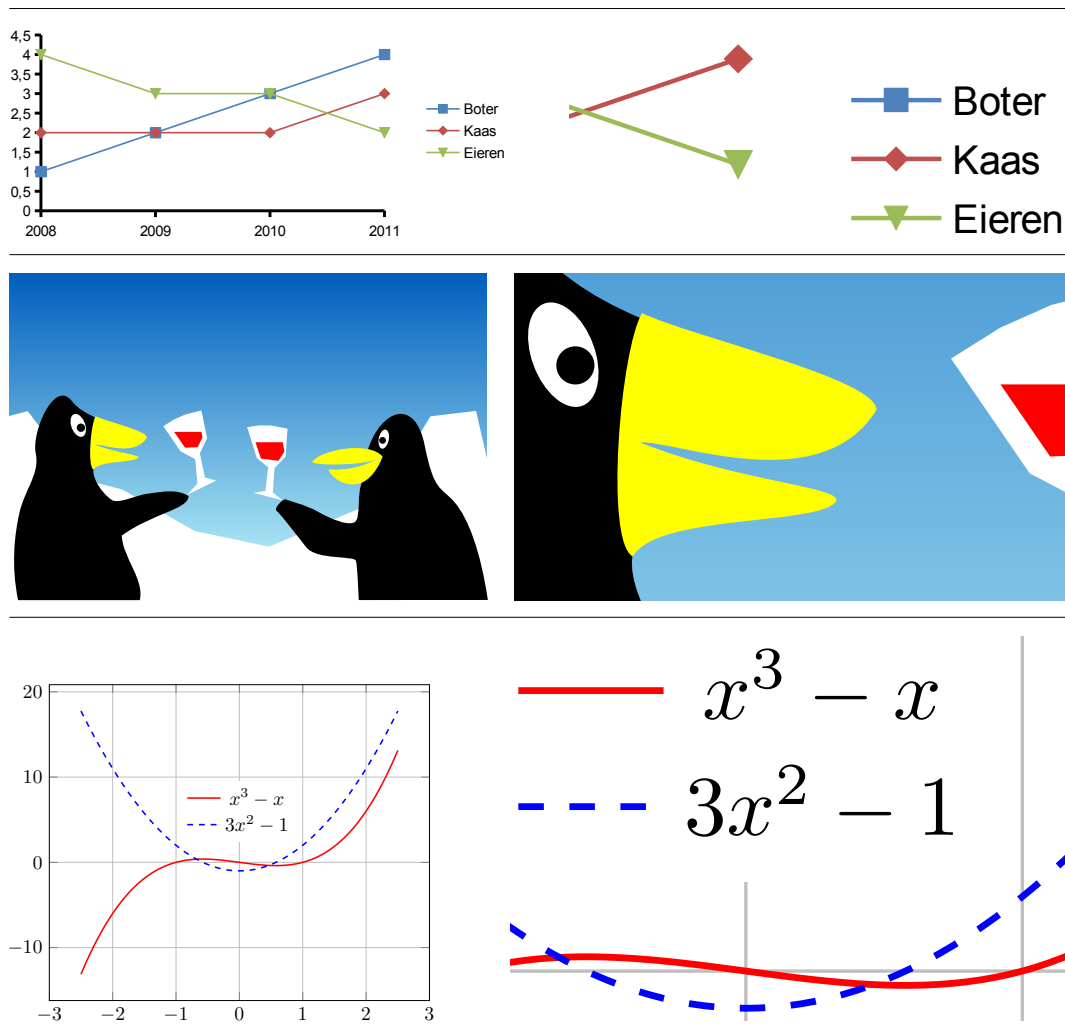 4,5
4
3,5
3
2,5
2
1,5
1
0,5
0
2008 2009 2010 2011
Boter
Kaas
Eieren
Boter
Kaas
Eieren
20
10
0
−10
−3 −2 −1 0 1 2 3
x³ − x
3x² − 1
x³ − x
3x² − 1